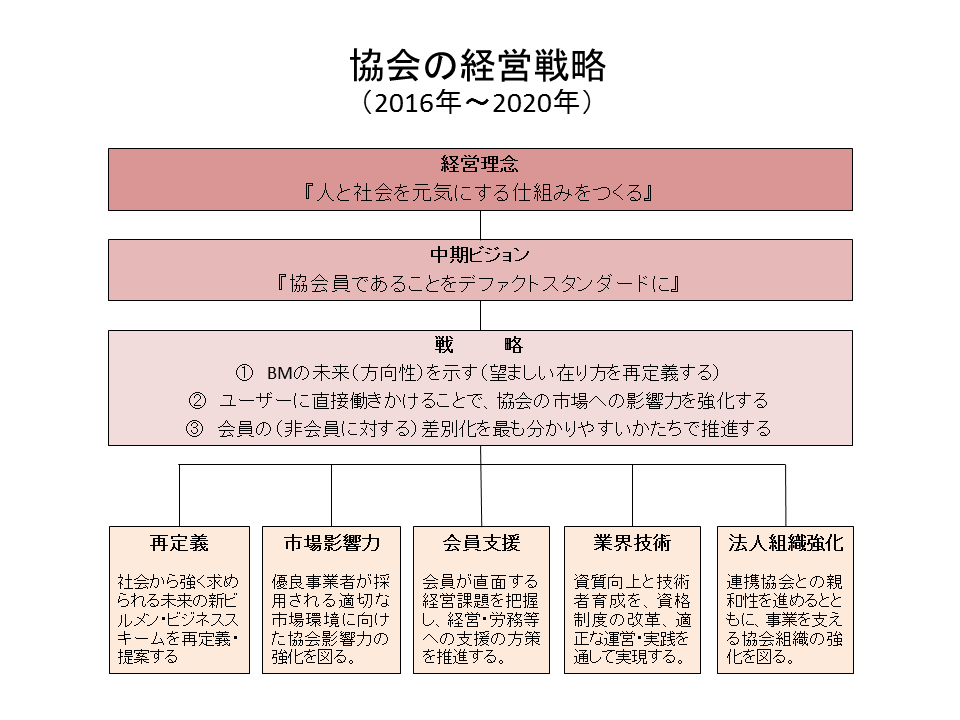 協会の経営戦略
（2016年～2020年）
経営理念
『人と社会を元気にする仕組みをつくる』
中期ビジョン
『協会員であることをデファクトスタンダードに』
戦　　略
①　BMの未来（方向性）を示す（望ましい在り方を再定義する）
②　ユーザーに直接働きかけることで、協会の市場への影響力を強化する
③　会員の（非会員に対する）差別化を最も分かりやすいかたちで推進する
再定義
社会から強く求め
られる未来の新ビ
ルメン・ビジネスス
キームを再定義・
提案する
市場影響力
優良事業者が採
用される適切な
市場環境に向け
た協会影響力の
強化を図る。
会員支援
会員が直面する
経営課題を把握
し、経営・労務等
への支援の方策
を推進する。
業界技術
資質向上と技術
者育成を、資格
制度の改革、適
正な運営・実践を
通して実現する。
法人組織強化
連携協会との親
和性を進めるとと
もに、事業を支え
る協会組織の強
化を図る。